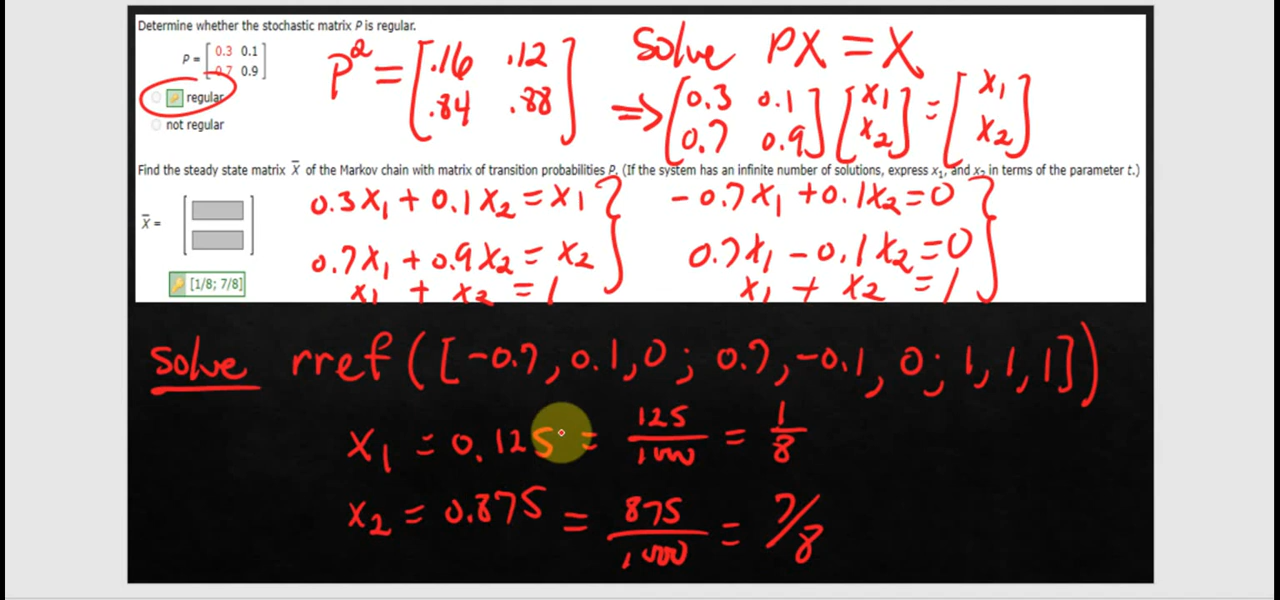 Determine whether the stochastic matrix P is regular.
P = [ 0.3 0.1
0.7 0.9 ]
regular
not regular
P² = [ .16 .12
.84 .88 ]
Solve PX = X
⇒ [ 0.3 0.1
0.7 0.9 ] [ x₁
x₂ ] = [ x₁
x₂ ]
Find the steady state matrix X̄ of the Markov chain with matrix of transition probabilities P. (If the system has an infinite number of solutions, express x₁, and x₂ in terms of the parameter t.)
X̄ =
[1/8; 7/8]
0.3x₁ + 0.1x₂ = x₁
0.7x₁ + 0.9x₂ = x₂
x₁ + x₂ = 1
-0.7x₁ + 0.1x₂ = 0
0.7x₁ - 0.1x₂ = 0
x₁ + x₂ = 1
Solve rref([-0.7, 0.1, 0; 0.7, -0.1, 0; 1, 1, 1])
x₁ = 0.125 = 125/1000 = 1/8
x₂ = 0.875 = 875/1000 = 7/8